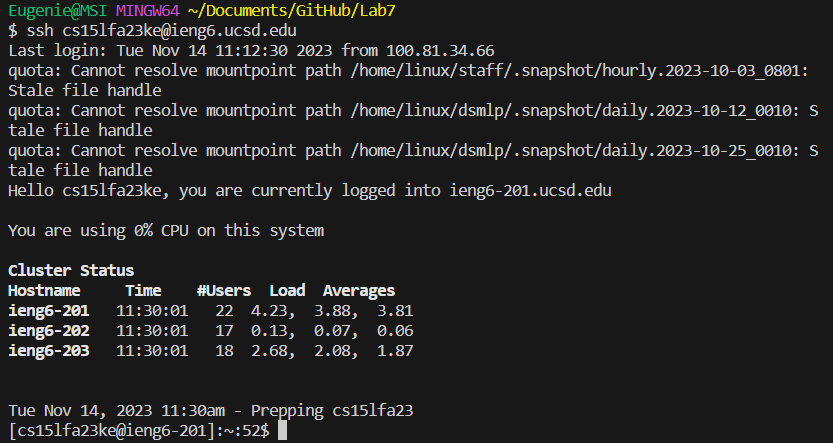 Eugenie@MSI MINGW64 ~/Documents/GitHub/Lab7
$ ssh cs15lfa23ke@ieng6.ucsd.edu
Last login: Tue Nov 14 11:12:30 2023 from 100.81.34.66
quota: Cannot resolve mountpoint path /home/linux/staff/.snapshot/hourly.2023-10-03_0801:
Stale file handle
quota: Cannot resolve mountpoint path /home/linux/dsmlp/.snapshot/daily.2023-10-12_0010: S
tale file handle
quota: Cannot resolve mountpoint path /home/linux/dsmlp/.snapshot/daily.2023-10-25_0010: S
tale file handle
Hello cs15lfa23ke, you are currently logged into ieng6-201.ucsd.edu

You are using 0% CPU on this system

Cluster Status
Hostname     Time    #Users  Load  Averages
ieng6-201   11:30:01   22  4.23,  3.88,  3.81
ieng6-202   11:30:01   17  0.13,  0.07,  0.06
ieng6-203   11:30:01   18  2.68,  2.08,  1.87


Tue Nov 14, 2023 11:30am - Prepping cs15lfa23
[cs15lfa23ke@ieng6-201]:~:52$